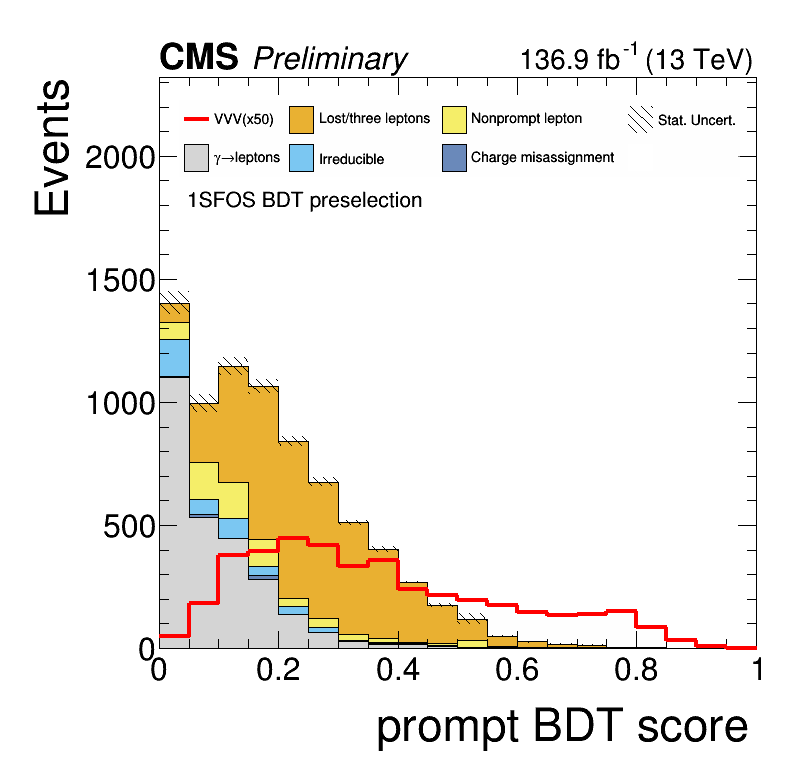 CMS Preliminary 136.9 fb-1 (13 TeV)
Events
VVV(x50) Lost/three leptons Nonprompt lepton Stat. Uncert.
γ→leptons Irreducible Charge misassignment
1SFOS BDT preselection
2000
1500
1000
500
0
0 0.2 0.4 0.6 0.8 1
prompt BDT score